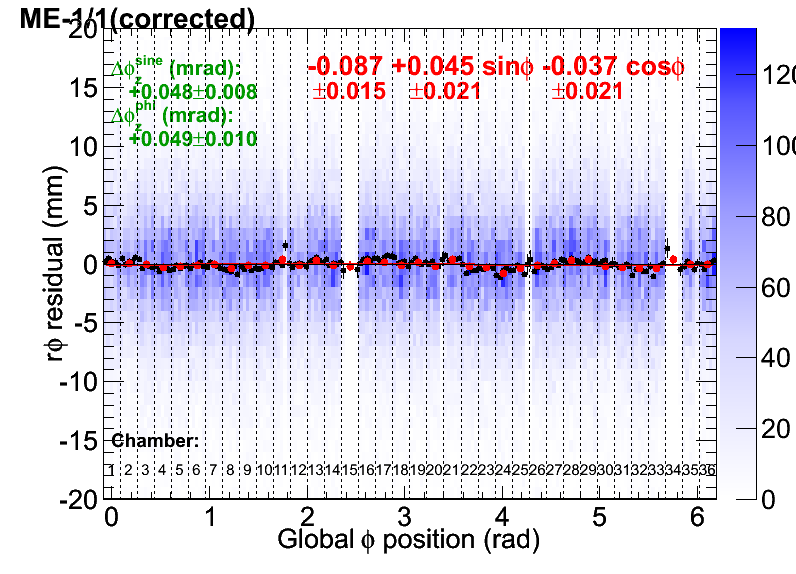 ME-1/1(corrected)
Δϕ_z^sine (mrad):
+0.048±0.008
Δϕ_z^phi (mrad):
+0.049±0.010
-0.087 +0.045 sinϕ -0.037 cosϕ
±0.015 ±0.021 ±0.021
rϕ residual (mm)
20
15
10
5
0
-5
-10
-15
-20
Chamber:
1 2 3 4 5 6 7 8 9 10 11 12 13 14 15 16 17 18 19 20 21 22 23 24 25 26 27 28 29 30 31 32 33 34 35 36
0 1 2 3 4 5 6
Global ϕ position (rad)
120
100
80
60
40
20
0